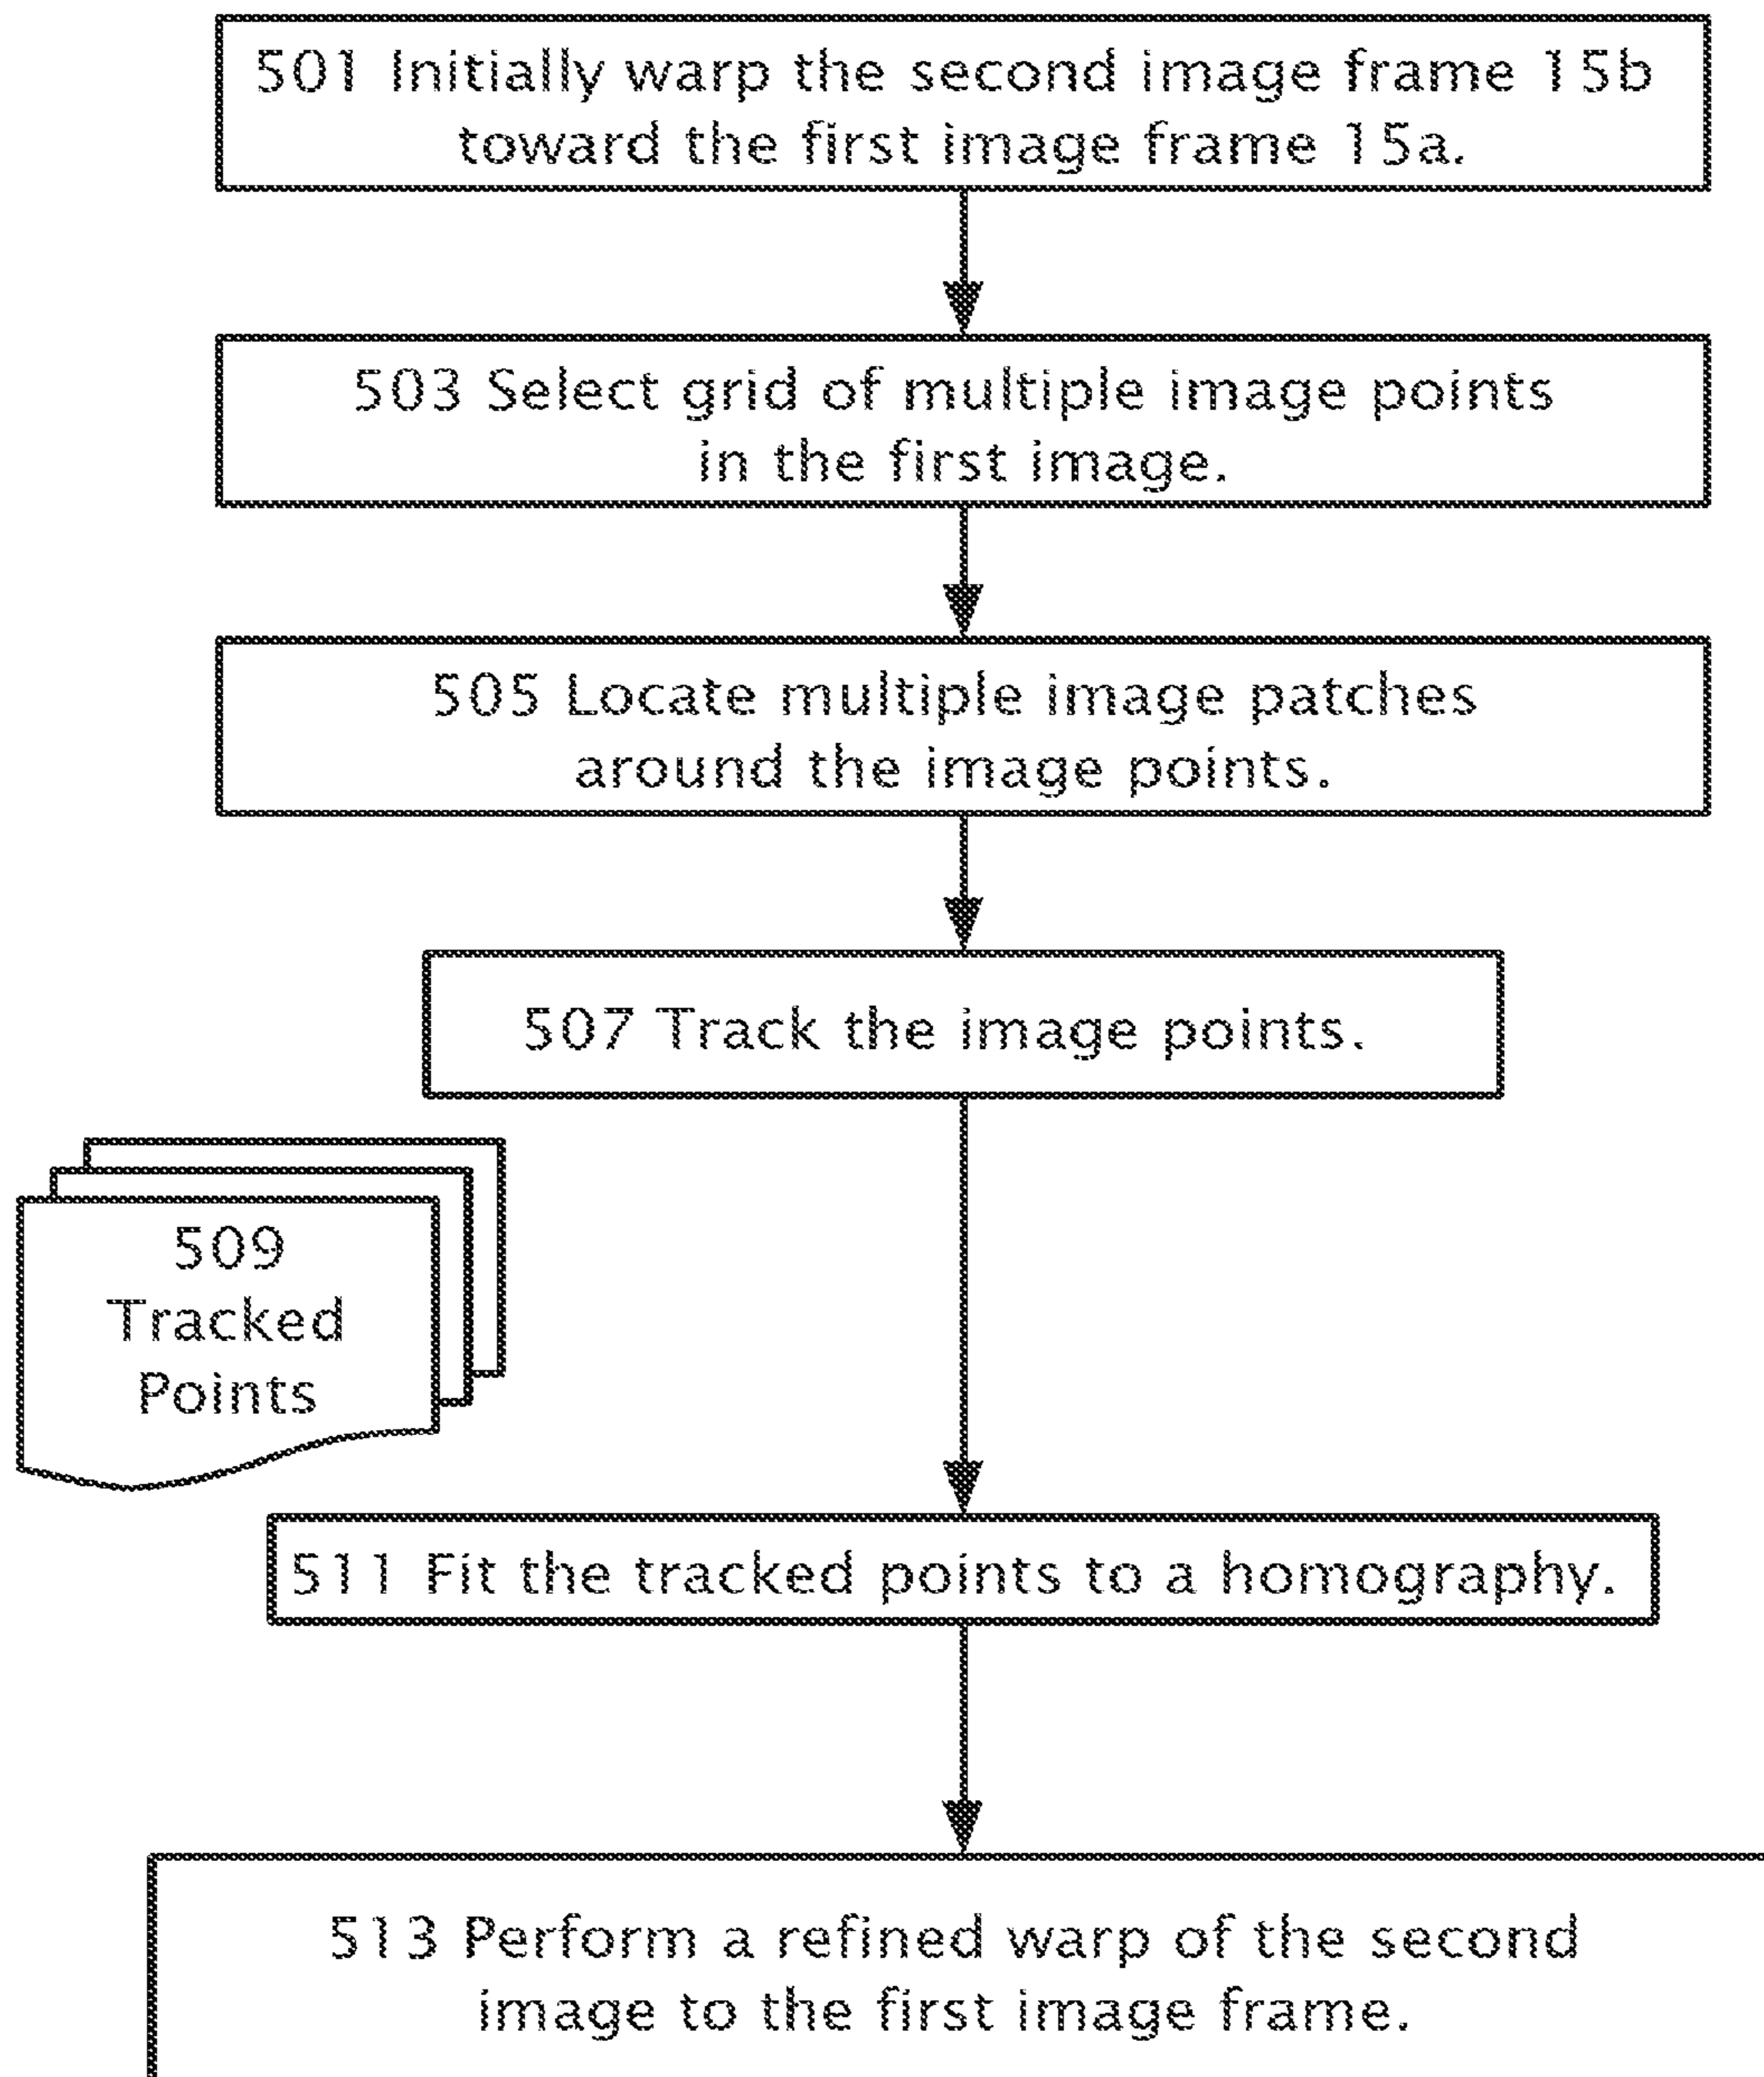 501 Initially warp the second image frame 15b
toward the first image frame 15a.
503 Select grid of multiple image points
in the first image.
505 Locate multiple image patches
around the image points.
507 Track the image points.
509
Tracked
Points
511 Fit the tracked points to a homography.
513 Perform a refined warp of the second
image to the first image frame.